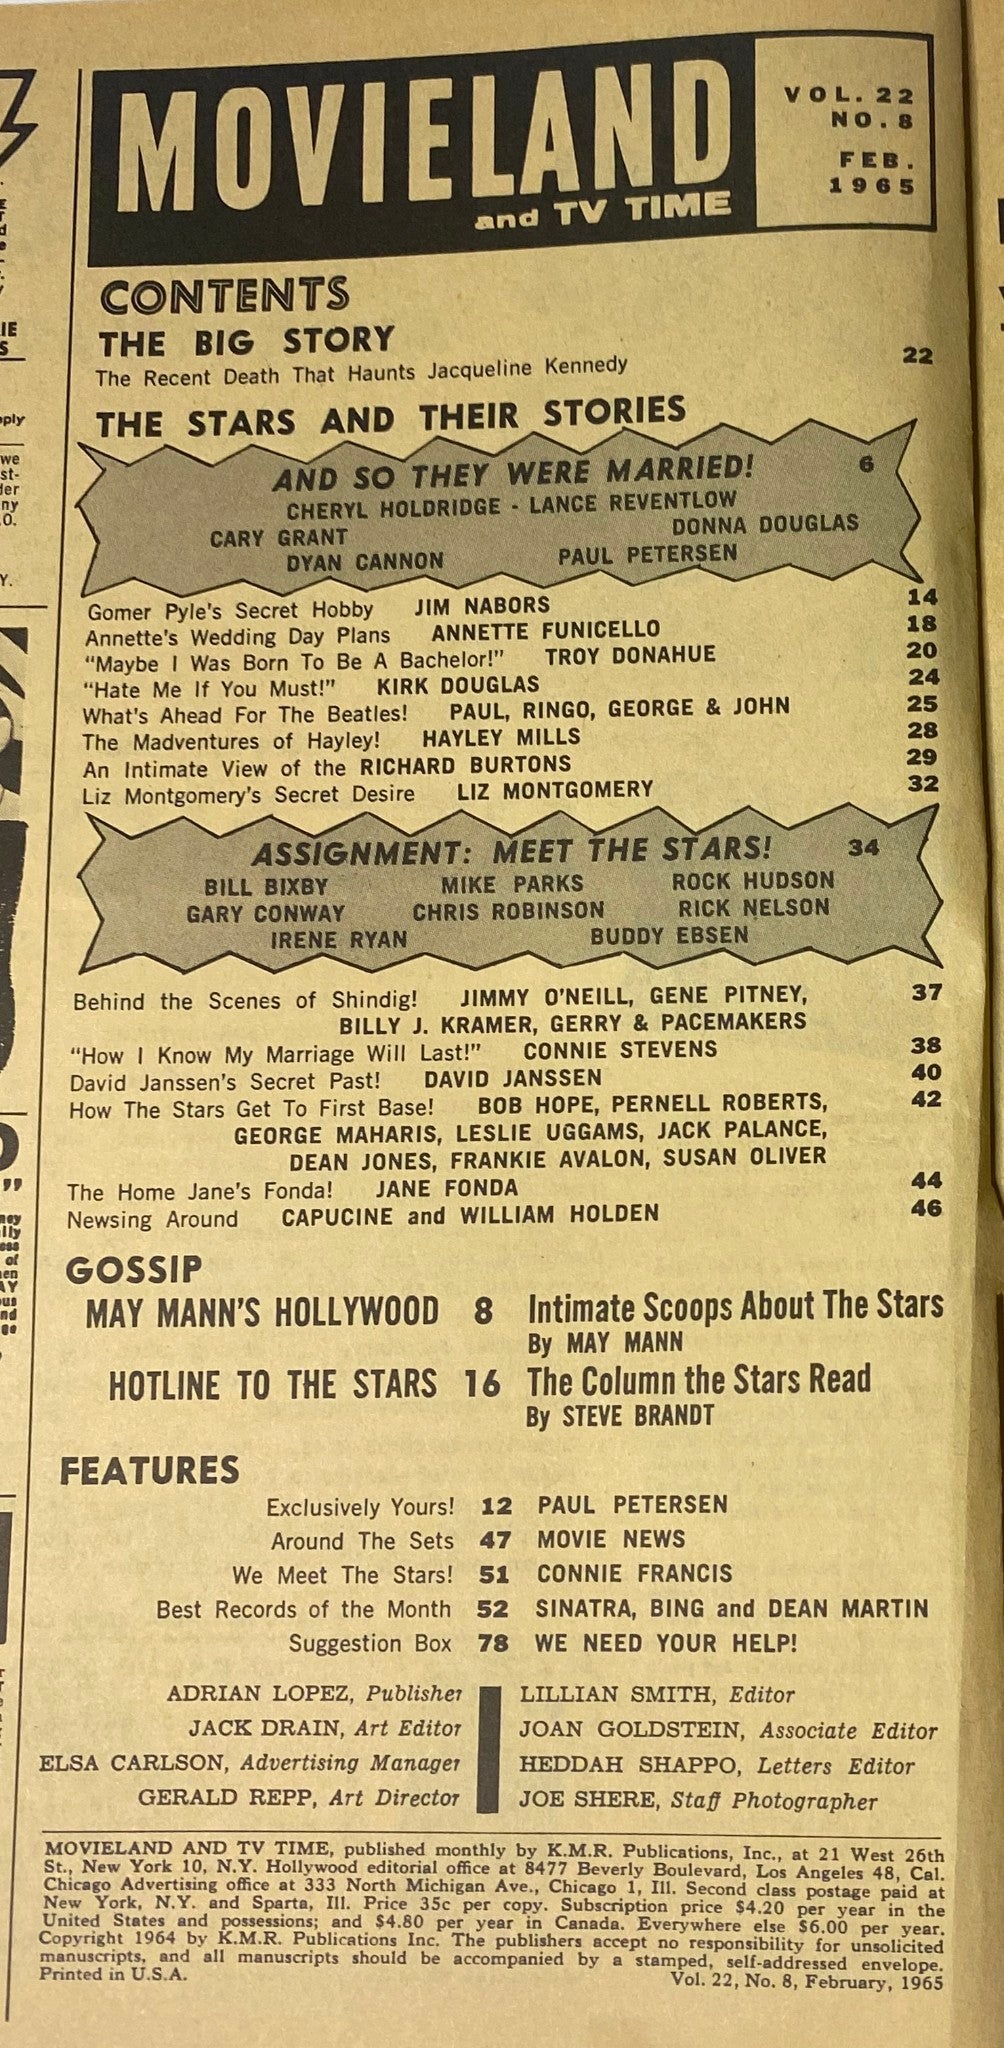 MOVIELAND
and TV TIME
VOL. 22
NO. 8
FEB.
1965
CONTENTS
THE BIG STORY
The Recent Death That Haunts Jacqueline Kennedy 22
THE STARS AND THEIR STORIES
AND SO THEY WERE MARRIED! 6
CHERYL HOLDRIDGE - LANCE REVENTLOW
CARY GRANT DONNA DOUGLAS
DYAN CANNON PAUL PETERSEN
Gomer Pyle's Secret Hobby JIM NABORS 14
Annette's Wedding Day Plans ANNETTE FUNICELLO 18
"Maybe I Was Born To Be A Bachelor!" TROY DONAHUE 20
"Hate Me If You Must!" KIRK DOUGLAS 24
What's Ahead For The Beatles! PAUL, RINGO, GEORGE & JOHN 25
The Madventures of Hayley! HAYLEY MILLS 28
An Intimate View of the RICHARD BURTONS 29
Liz Montgomery's Secret Desire LIZ MONTGOMERY 32
ASSIGNMENT: MEET THE STARS! 34
BILL BIXBY MIKE PARKS ROCK HUDSON
GARY CONWAY CHRIS ROBINSON RICK NELSON
IRENE RYAN BUDDY EBSEN
Behind the Scenes of Shindig! JIMMY O'NEILL, GENE PITNEY, 37
BILLY J. KRAMER, GERRY & PACEMAKERS
"How I Know My Marriage Will Last!" CONNIE STEVENS 38
David Janssen's Secret Past! DAVID JANSSEN 40
How The Stars Get To First Base! BOB HOPE, PERNELL ROBERTS, 42
GEORGE MAHARIS, LESLIE UGGAMS, JACK PALANCE,
DEAN JONES, FRANKIE AVALON, SUSAN OLIVER
The Home Jane's Fonda! JANE FONDA 44
Newsing Around CAPUCINE and WILLIAM HOLDEN 46
GOSSIP
MAY MANN'S HOLLYWOOD 8 Intimate Scoops About The Stars
By MAY MANN
HOTLINE TO THE STARS 16 The Column the Stars Read
By STEVE BRANDT
FEATURES
Exclusively Yours! 12 PAUL PETERSEN
Around The Sets 47 MOVIE NEWS
We Meet The Stars! 51 CONNIE FRANCIS
Best Records of the Month 52 SINATRA, BING and DEAN MARTIN
Suggestion Box 78 WE NEED YOUR HELP!
ADRIAN LOPEZ, Publisher
JACK DRAIN, Art Editor
ELSA CARLSON, Advertising Manager
GERALD REPP, Art Director
LILLIAN SMITH, Editor
JOAN GOLDSTEIN, Associate Editor
HEDDAH SHAPPO, Letters Editor
JOE SHERE, Staff Photographer
MOVIELAND AND TV TIME, published monthly by K.M.R. Publications, Inc., at 21 West 26th
St., New York 10, N.Y. Hollywood editorial office at 8477 Beverly Boulevard, Los Angeles 48, Cal.
Chicago Advertising office at 333 North Michigan Ave., Chicago 1, Ill. Second class postage paid at
New York, N.Y. and Sparta, Ill. Price 35c per copy. Subscription price $4.20 per year in the
United States and possessions; and $4.80 per year in Canada. Everywhere else $6.00 per year.
Copyright 1964 by K.M.R. Publications Inc. The publishers accept no responsibility for unsolicited
manuscripts, and all manuscripts should be accompanied by a stamped, self-addressed envelope.
Printed in U.S.A. Vol. 22, No. 8, February, 1965